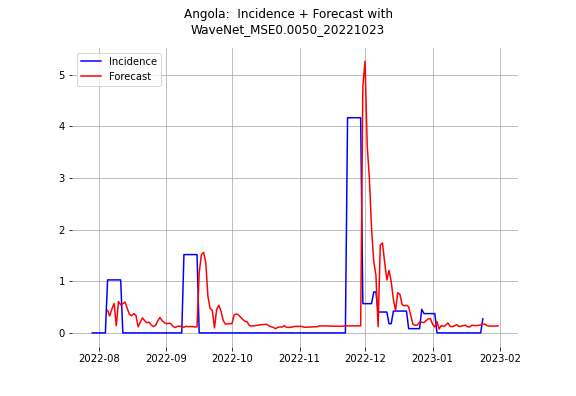 Angola:  Incidence + Forecast with
WaveNet_MSE0.0050_20221023
Incidence
Forecast
5
4
3
2
1
0
2022-08 2022-09 2022-10 2022-11 2022-12 2023-01 2023-02